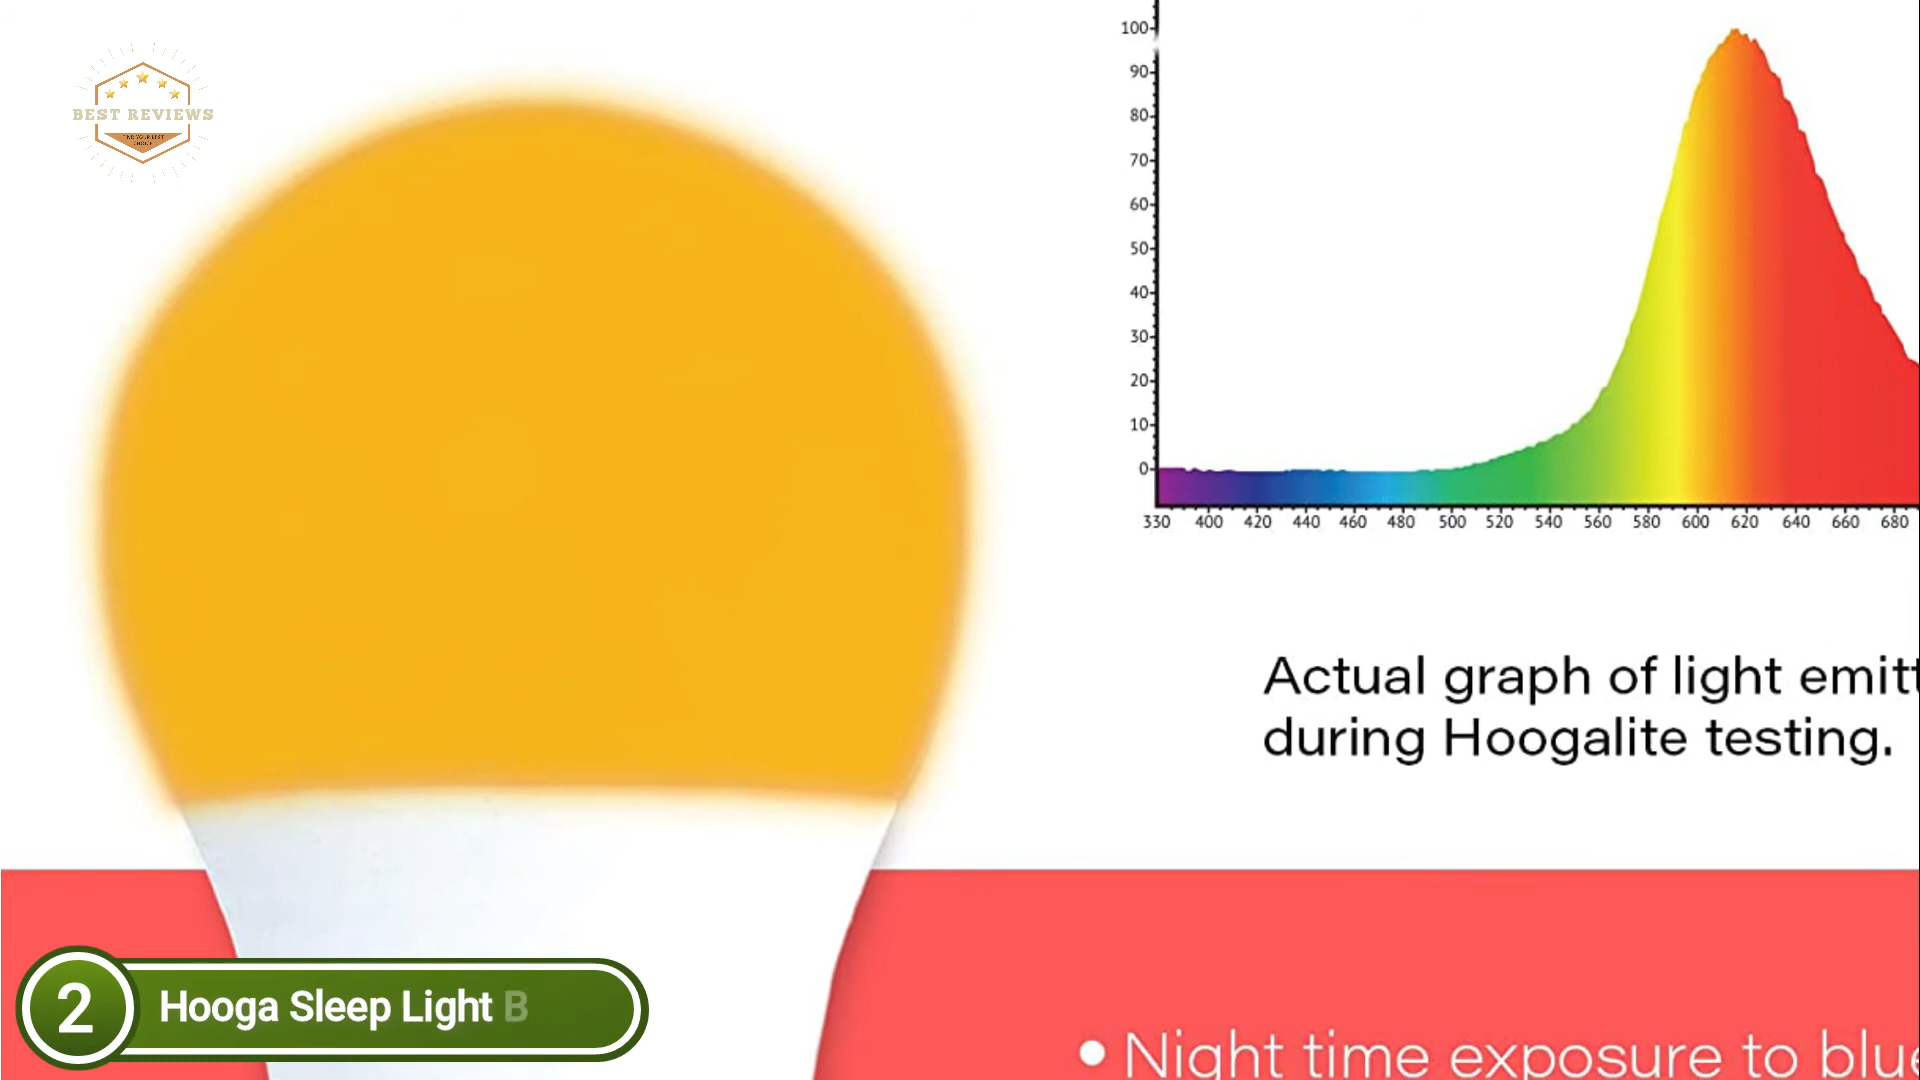 BEST REVIEWS
100
90
80
70
60
50
40
30
20
10
0
330 400 420 440 460 480 500 520 540 560 580 600 620 640 660 680
Actual graph of light emitt
during Hoogalite testing.
2 Hooga Sleep Light B
• Night time exposure to blue